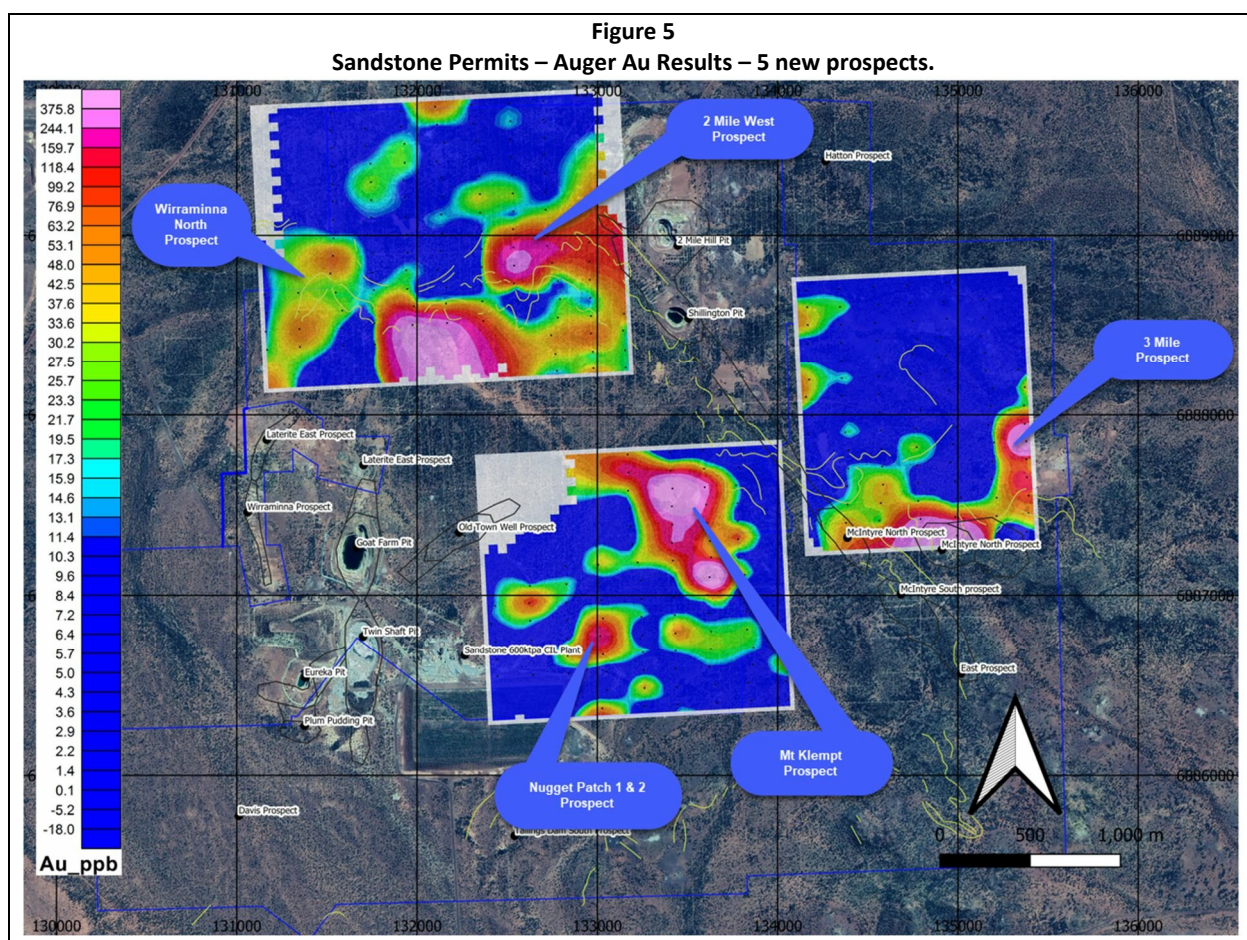 Figure 5
Sandstone Permits – Auger Au Results – 5 new prospects.
131000
132000
133000
134000
135000
136000
375.8
244.1
159.7
118.4
99.2
76.9
63.2
53.1
48.0
42.5
37.6
33.6
30.2
27.5
25.7
23.3
21.7
19.5
17.3
15.9
14.6
13.1
11.4
10.3
9.6
8.4
7.2
6.4
5.7
5.0
4.3
3.6
2.9
2.2
1.4
0.1
-5.2
-18.0
Au_ppb
2 Mile West
Prospect
Hatton Prospect
Wirraminna
North
Prospect
2 Mile Hill Pit
6889000
Shillington Pit
3 Mile
Prospect
6888000
Laterite East Prospect
Laterite East Prospect
Wirraminna Prospect
Old Town Well Prospect
Goat Farm Pit
McIntyre North Prospect
McIntyre North Prospect
McIntyre South prospect
6887000
Twin Shaft Pit
Sandstone 600ktpa CIL Plant
Eureka Pit
East Prospect
Plum Pudding Pit
Mt Klempt
Prospect
6886000
Nugget Patch 1 & 2
Prospect
Davis Prospect
Tailings Dam South Prospect
0
500
1,000 m
130000
131000
132000
133000
134000
135000
136000